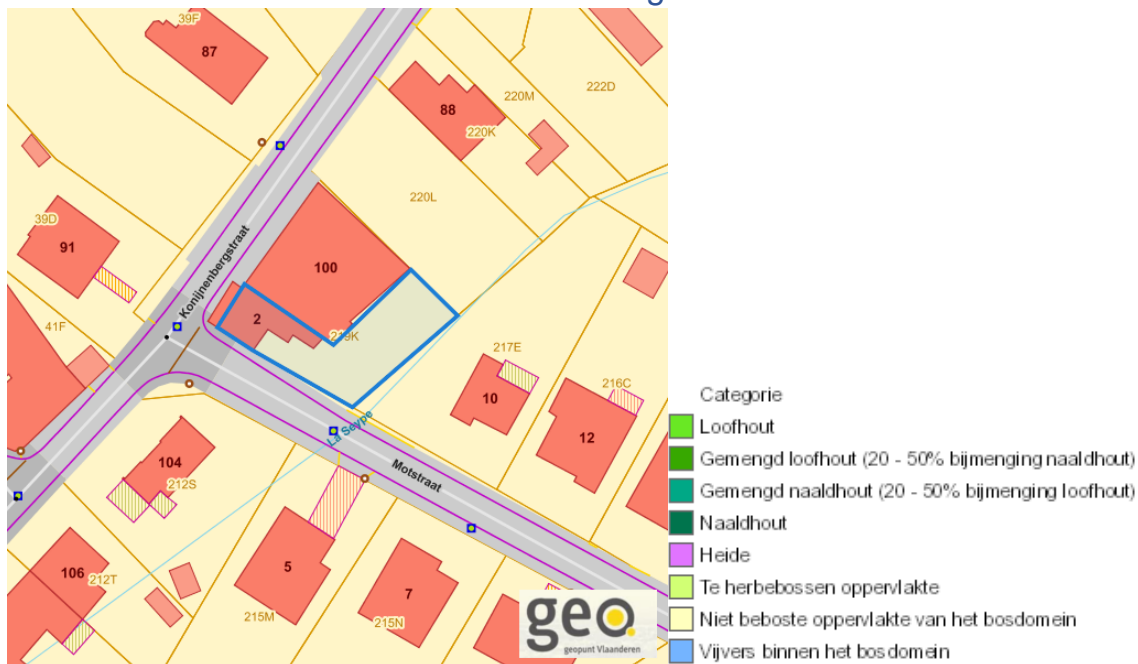 39F
87
88
220K
220M
222D
220L
39D
91
Konijnenbergstraat
100
2
219K
41F
217E
10
216C
12
La Scype
Motstraat
104
212S
106
212T
5
215M
7
215N
geo.
geopunt Vlaanderen
Categorie
Loofhout
Gemengd loofhout (20 - 50% bijmenging naaldhout)
Gemengd naaldhout (20 - 50% bijmenging loofhout)
Naaldhout
Heide
Te herbebossen oppervlakte
Niet beboste oppervlakte van het bosdomein
Vijvers binnen het bosdomein